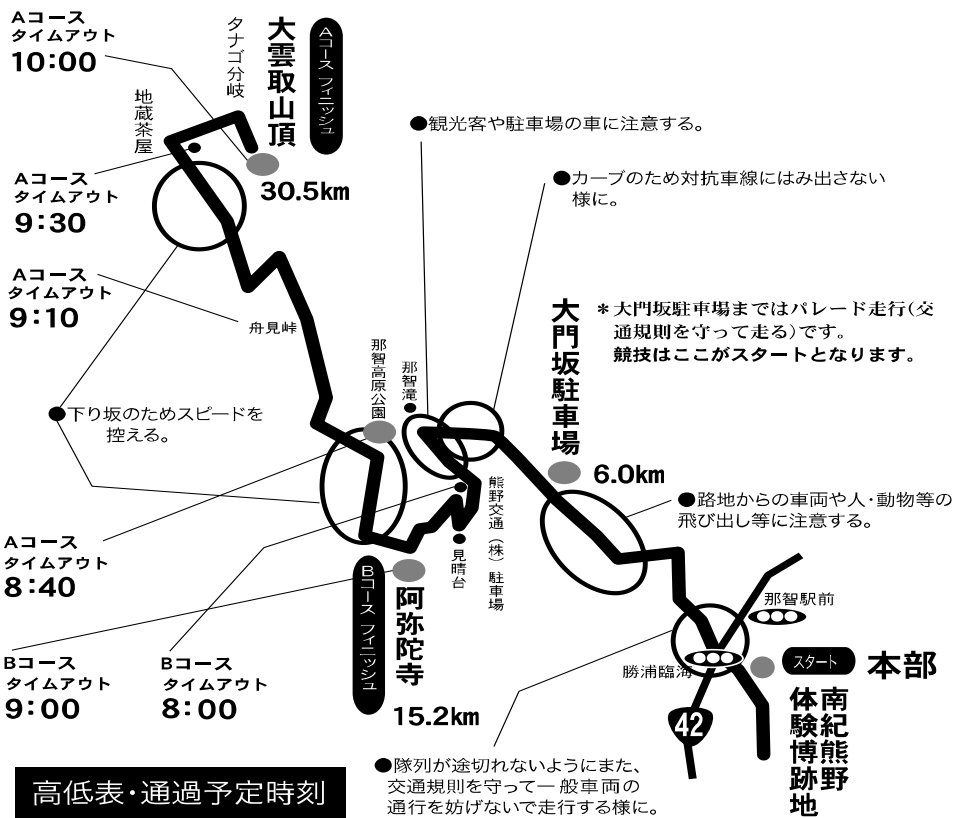 Aコース
タイムアウト
10:00
タナゴ分岐
大雲取山頂
Aコース フィニッシュ
地蔵茶屋
30.5km
●観光客や駐車場の車に注意する。
●カーブのため対抗車線にはみ出さない
様に。
Aコース
タイムアウト
9:30
Aコース
タイムアウト
9:10
舟見峠
大門坂駐車場
6.0km
＊大門坂駐車場まではパレード走行(交
通規則を守って走る)です。
競技はここがスタートとなります。
那智高原公園
那智滝
●下り坂のためスピードを
控える。
熊野交通（株）駐車場
●路地からの車両や人・動物等の
飛び出し等に注意する。
見晴台
Aコース
タイムアウト
8:40
Bコース フィニッシュ
阿弥陀寺
15.2km
那智駅前
勝浦臨海
スタート
本部
南紀熊野
体験博跡地
42
Bコース
タイムアウト
9:00
Bコース
タイムアウト
8:00
●隊列が途切れないようにまた、
交通規則を守って一般車両の
通行を妨げないで走行する様に。
高低表・通過予定時刻